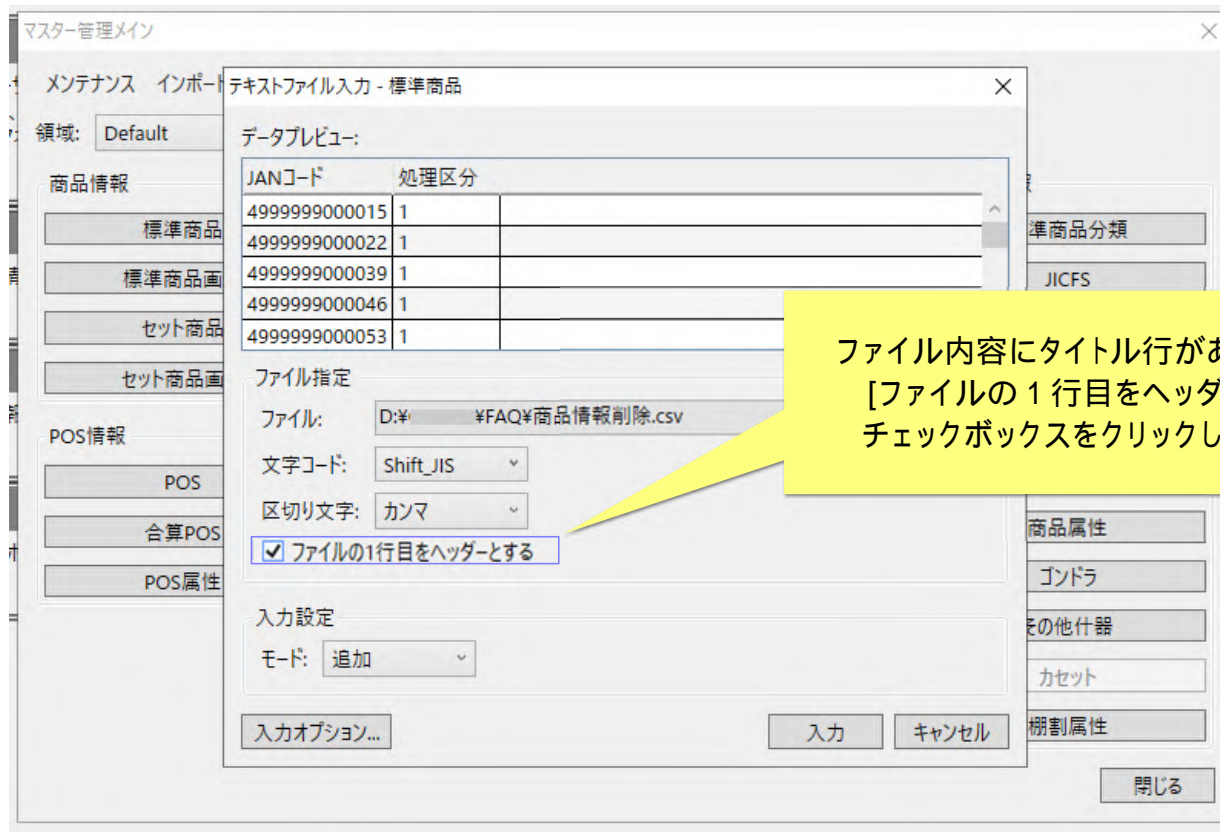 マスター管理メイン
メンテナンス インポート
領域: Default
商品情報
標準商品
標準商品画
セット商品
セット商品画
POS情報
POS
合算POS
POS属性
テキストファイル入力 - 標準商品
データプレビュー:
JANコード 処理区分
4999999000015 1
4999999000022 1
4999999000039 1
4999999000046 1
4999999000053 1
ファイル指定
ファイル: D:¥ ¥FAQ¥商品情報削除.csv
文字コード: Shift_JIS
区切り文字: カンマ
ファイルの1行目をヘッダーとする
入力設定
モード: 追加
入力オプション... 入力 キャンセル
ファイル内容にタイトル行があ
[ファイルの 1 行目をヘッダ
チェックボックスをクリックし
準商品分類
JICFS
商品属性
ゴンドラ
その他什器
カセット
棚割属性
閉じる